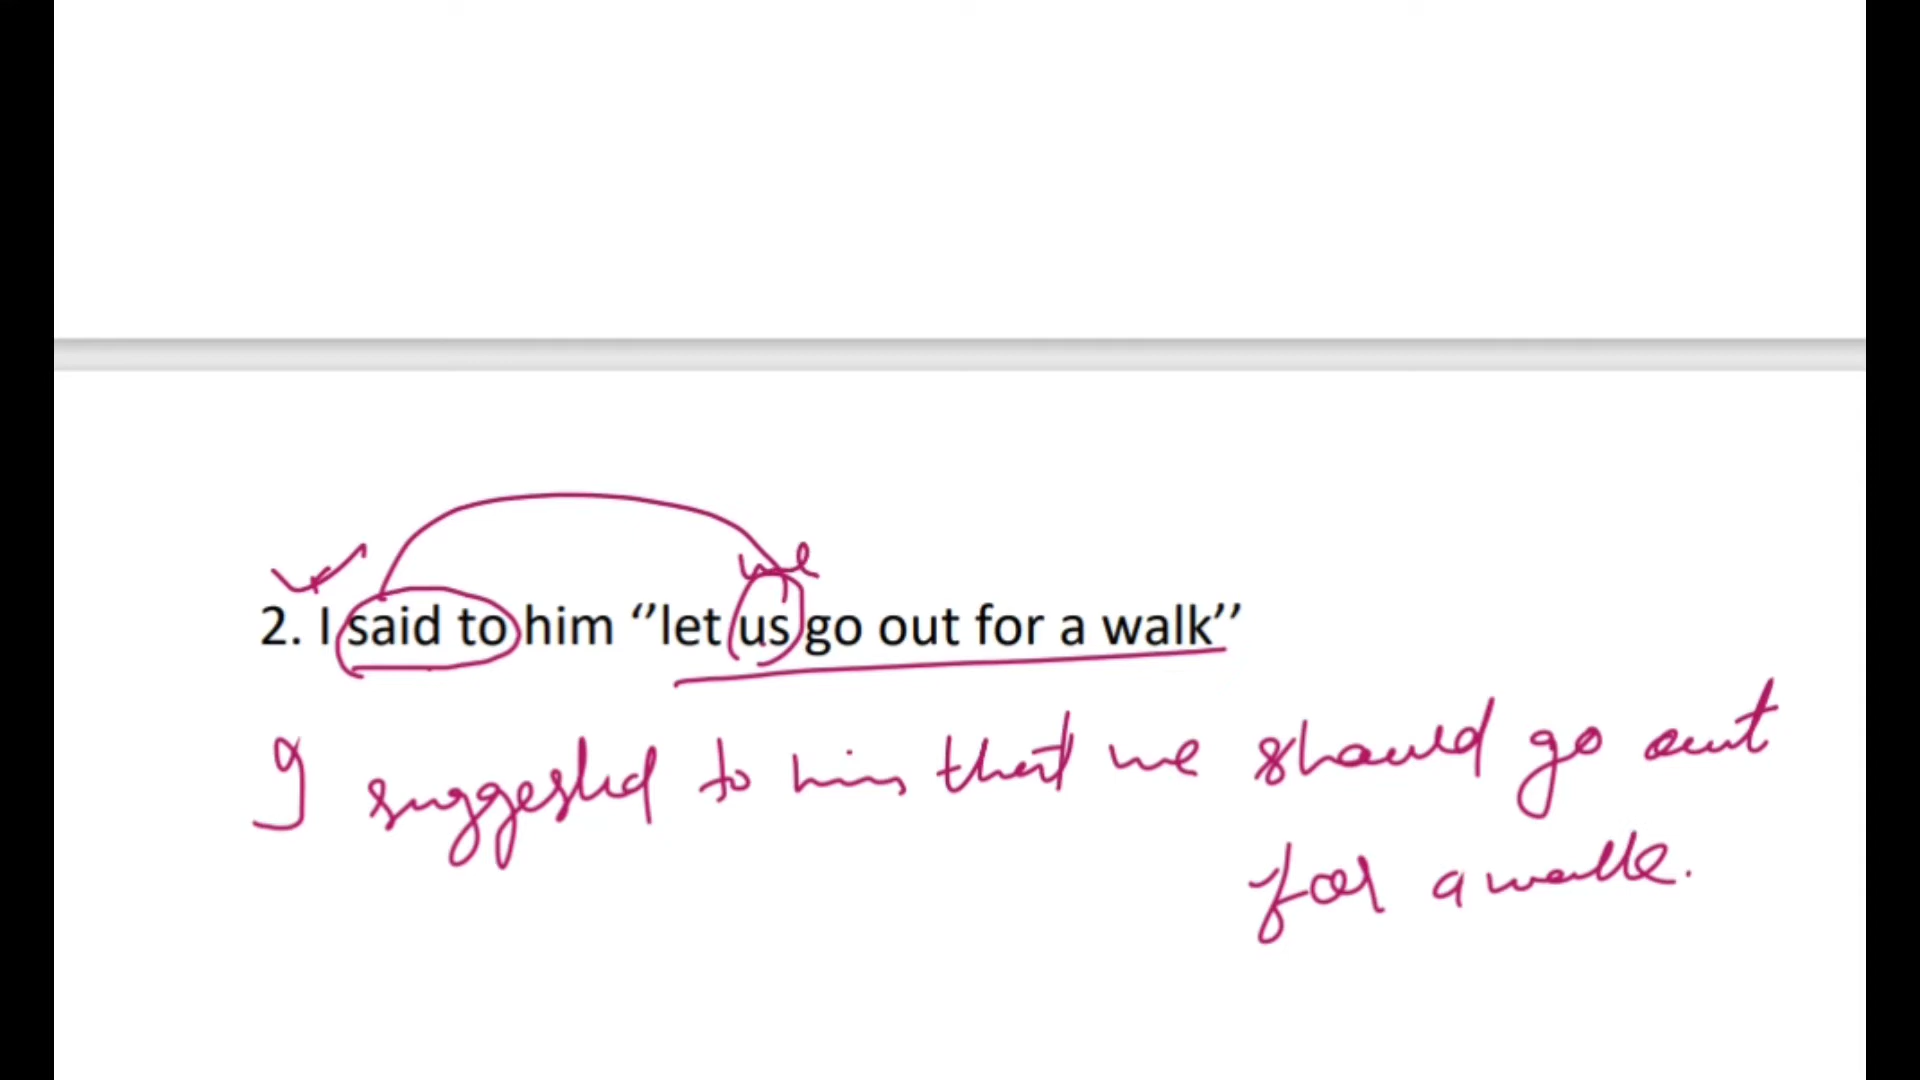 we
2. I said to him ‘’let us go out for a walk’’
I suggested to him that we should go out
for a walk.